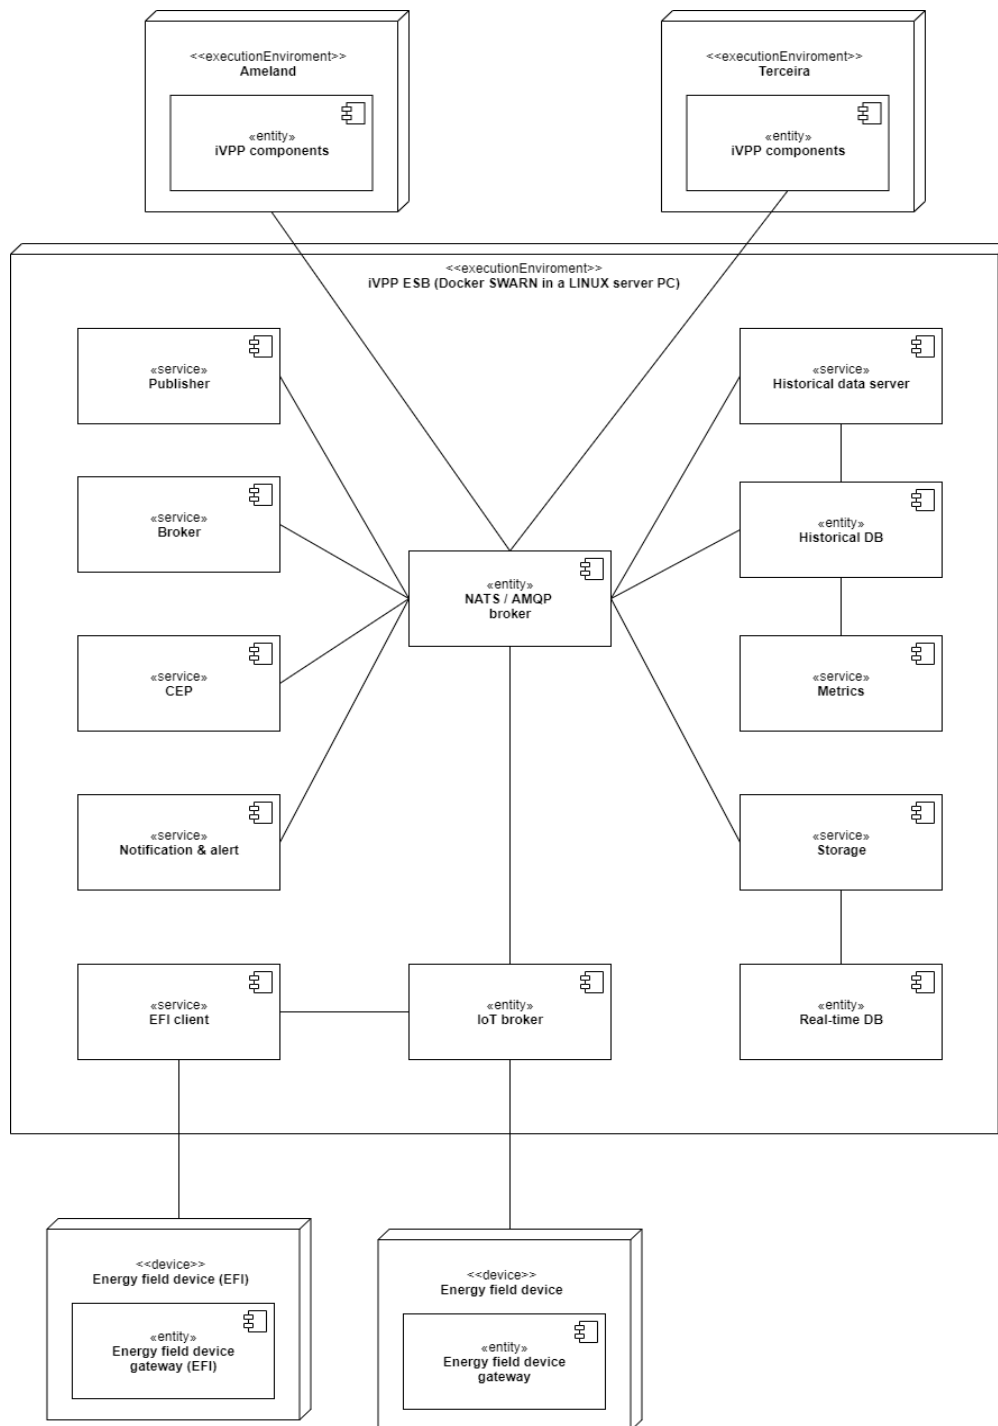 <<executionEnviroment>>
Ameland
«entity»
iVPP components
<<executionEnviroment>>
Terceira
«entity»
iVPP components
<<executionEnviroment>>
iVPP ESB (Docker SWARN in a LINUX server PC)
«service»
Publisher
«service»
Historical data server
«service»
Broker
«entity»
Historical DB
«entity»
NATS / AMQP
broker
«service»
CEP
«service»
Metrics
«service»
Notification & alert
«service»
Storage
«service»
EFI client
«entity»
IoT broker
«entity»
Real-time DB
<<device>>
Energy field device (EFI)
«entity»
Energy field device
gateway (EFI)
<<device>>
Energy field device
«entity»
Energy field device
gateway